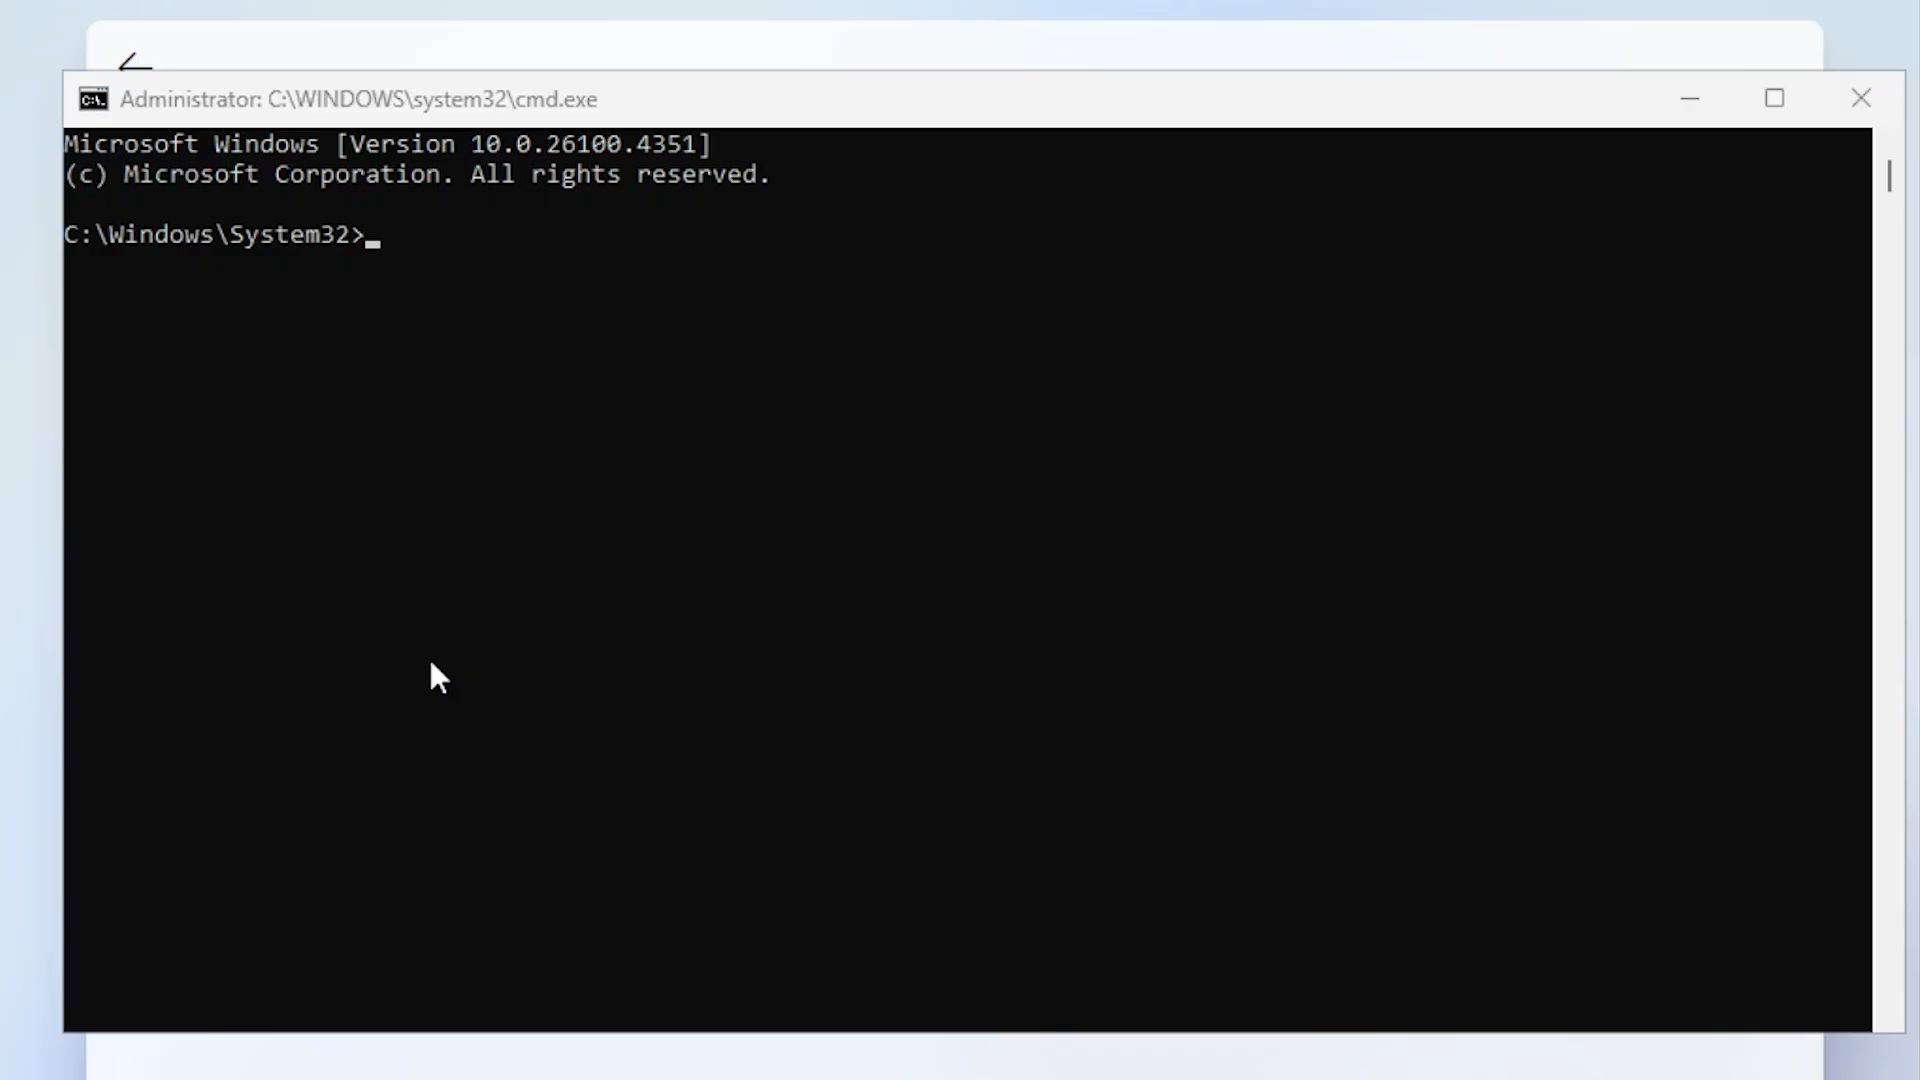 Administrator: C:\WINDOWS\system32\cmd.exe
Microsoft Windows [Version 10.0.26100.4351]
(c) Microsoft Corporation. All rights reserved.
C:\Windows\System32>